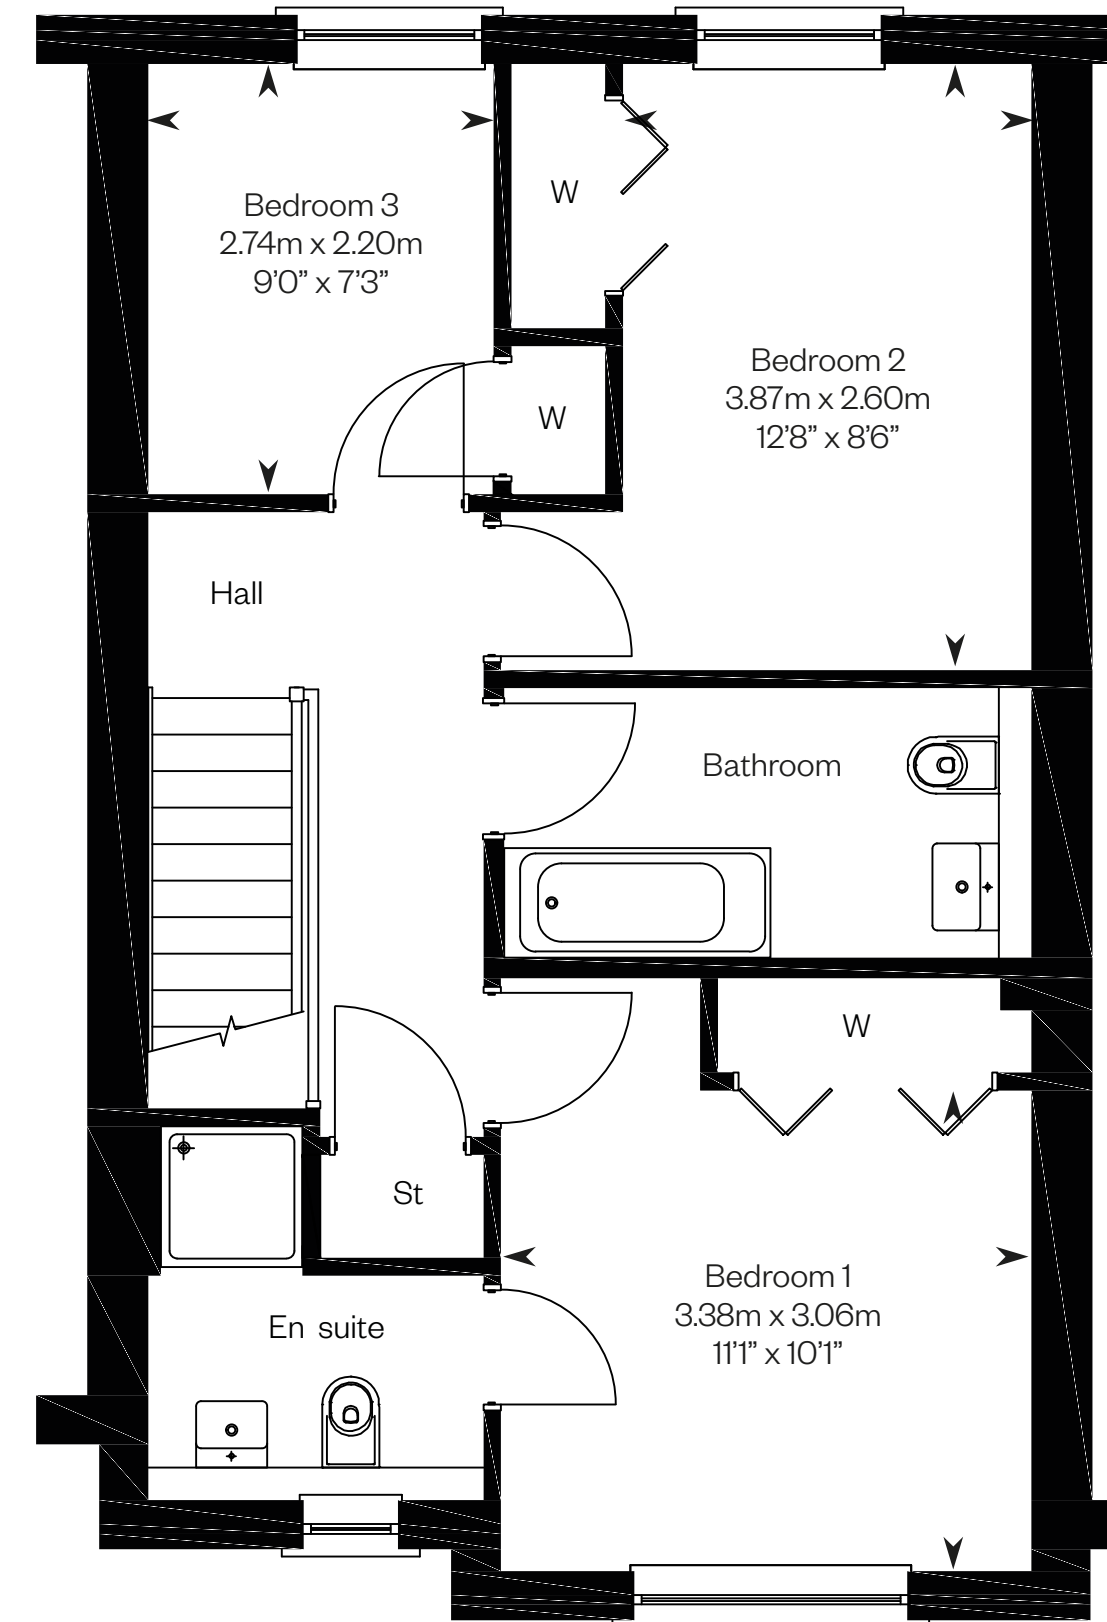 Bedroom 3
2.74m x 2.20m
9'0” x 7'3”
W
W
Bedroom 2
3.87m x 2.60m
12'8” x 8'6”
Hall
Bathroom
W
St
Bedroom 1
3.38m x 3.06m
11'1” x 10'1”
En suite